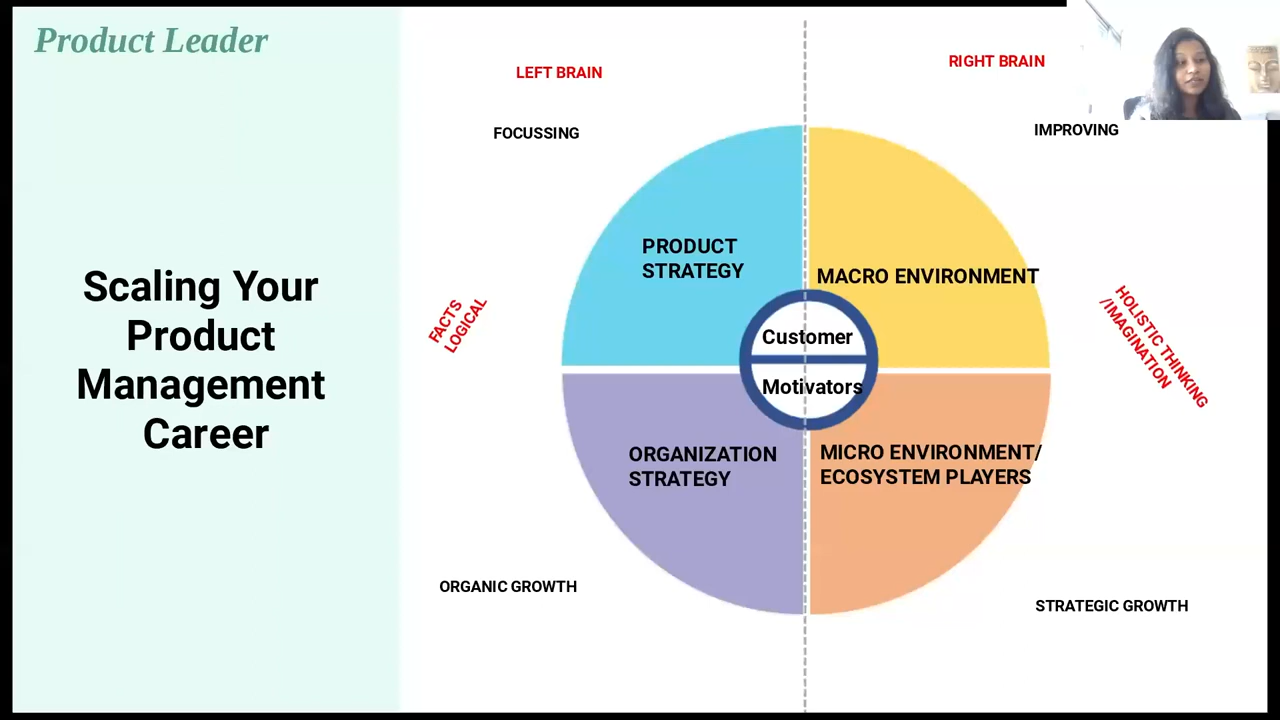 Product Leader
Scaling Your
Product
Management
Career
LEFT BRAIN
RIGHT BRAIN
FOCUSSING
IMPROVING
PRODUCT
STRATEGY
MACRO ENVIRONMENT
FACTS
LOGICAL
Customer
Motivators
HOLISTIC THINKING
/IMAGINATION
ORGANIZATION
STRATEGY
MICRO ENVIRONMENT/
ECOSYSTEM PLAYERS
ORGANIC GROWTH
STRATEGIC GROWTH